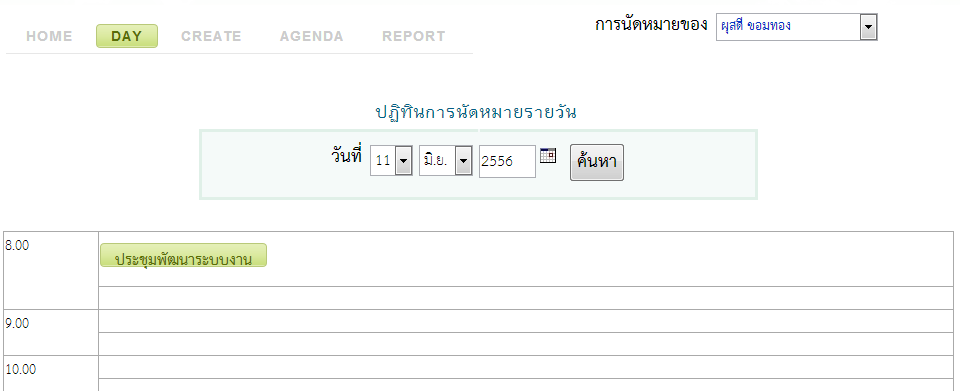 HOME DAY CREATE AGENDA REPORT การนัดหมายของ ผุสดี ขอมทอง
ปฏิทินการนัดหมายรายวัน
วันที่ 11 มิ.ย. 2556 ค้นหา
8.00 ประชุมพัฒนาระบบงาน
9.00
10.00